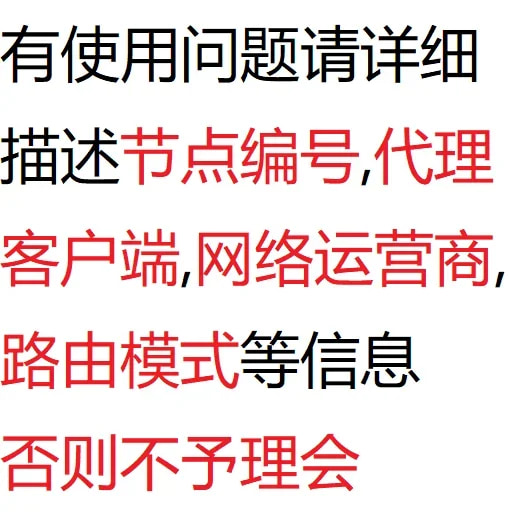 有使用问题请详细
描述节点编号,代理
客户端,网络运营商,
路由模式等信息
否则不予理会